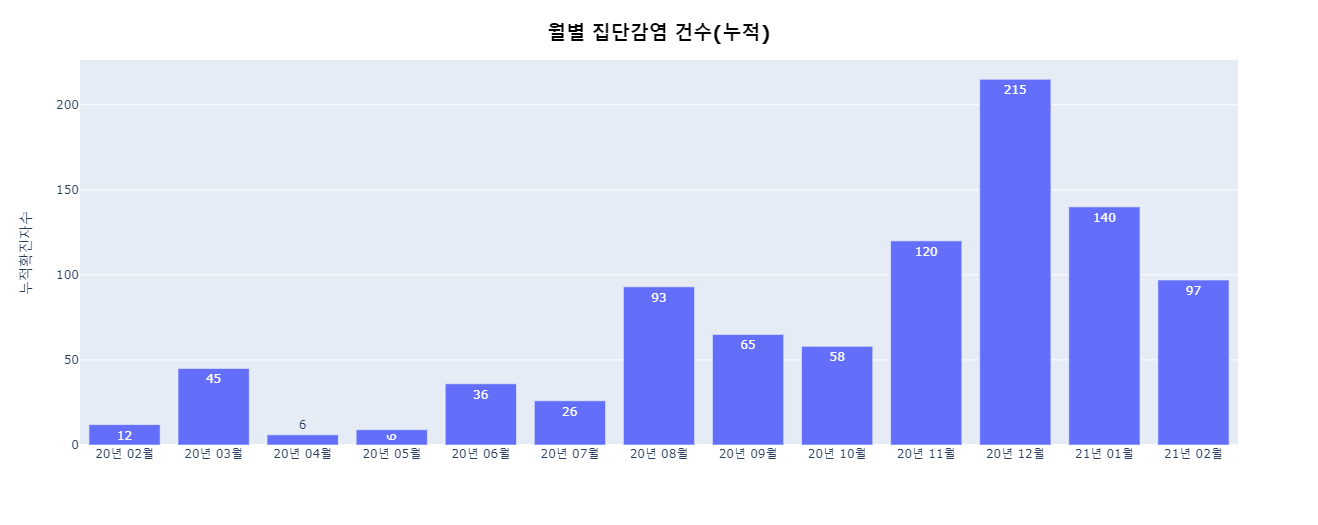 월별 집단감염 건수(누적)
누적확진자수
200
150
100
50
0
12
45
6
9
36
26
93
65
58
120
215
140
97
20년 02월
20년 03월
20년 04월
20년 05월
20년 06월
20년 07월
20년 08월
20년 09월
20년 10월
20년 11월
20년 12월
21년 01월
21년 02월